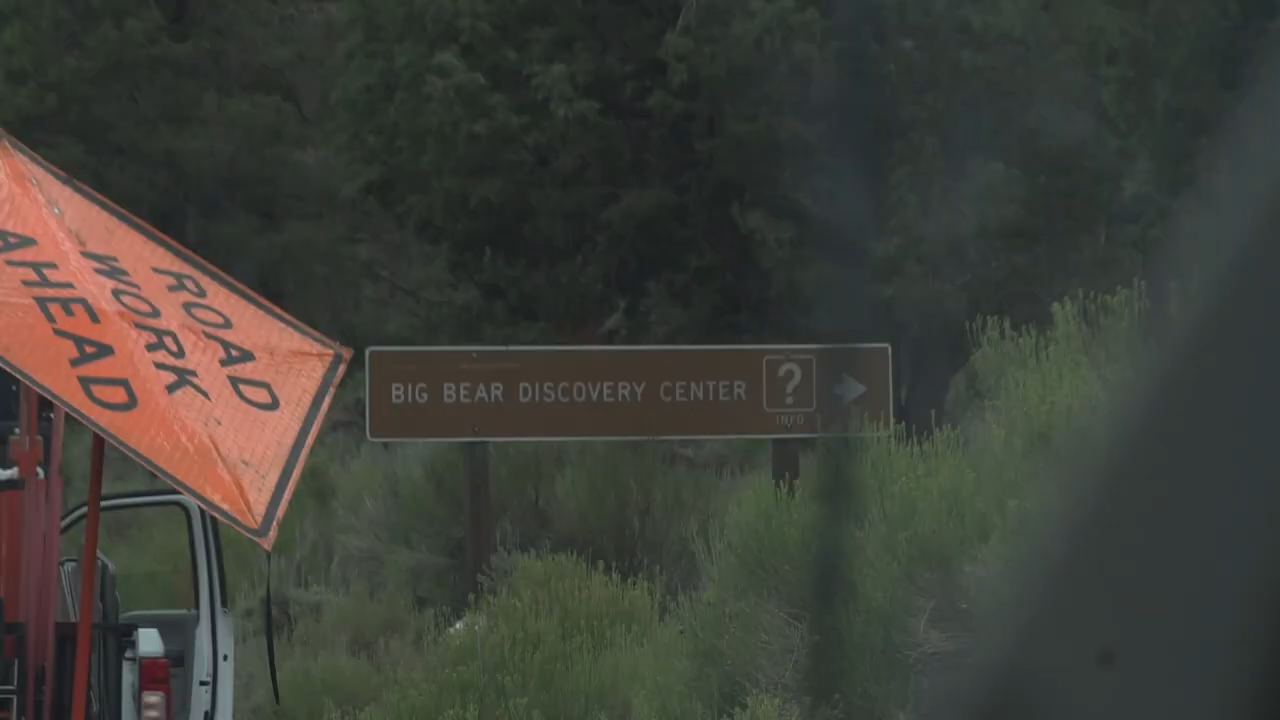 ROAD
WORK
AHEAD
BIG BEAR DISCOVERY CENTER ?
INFO